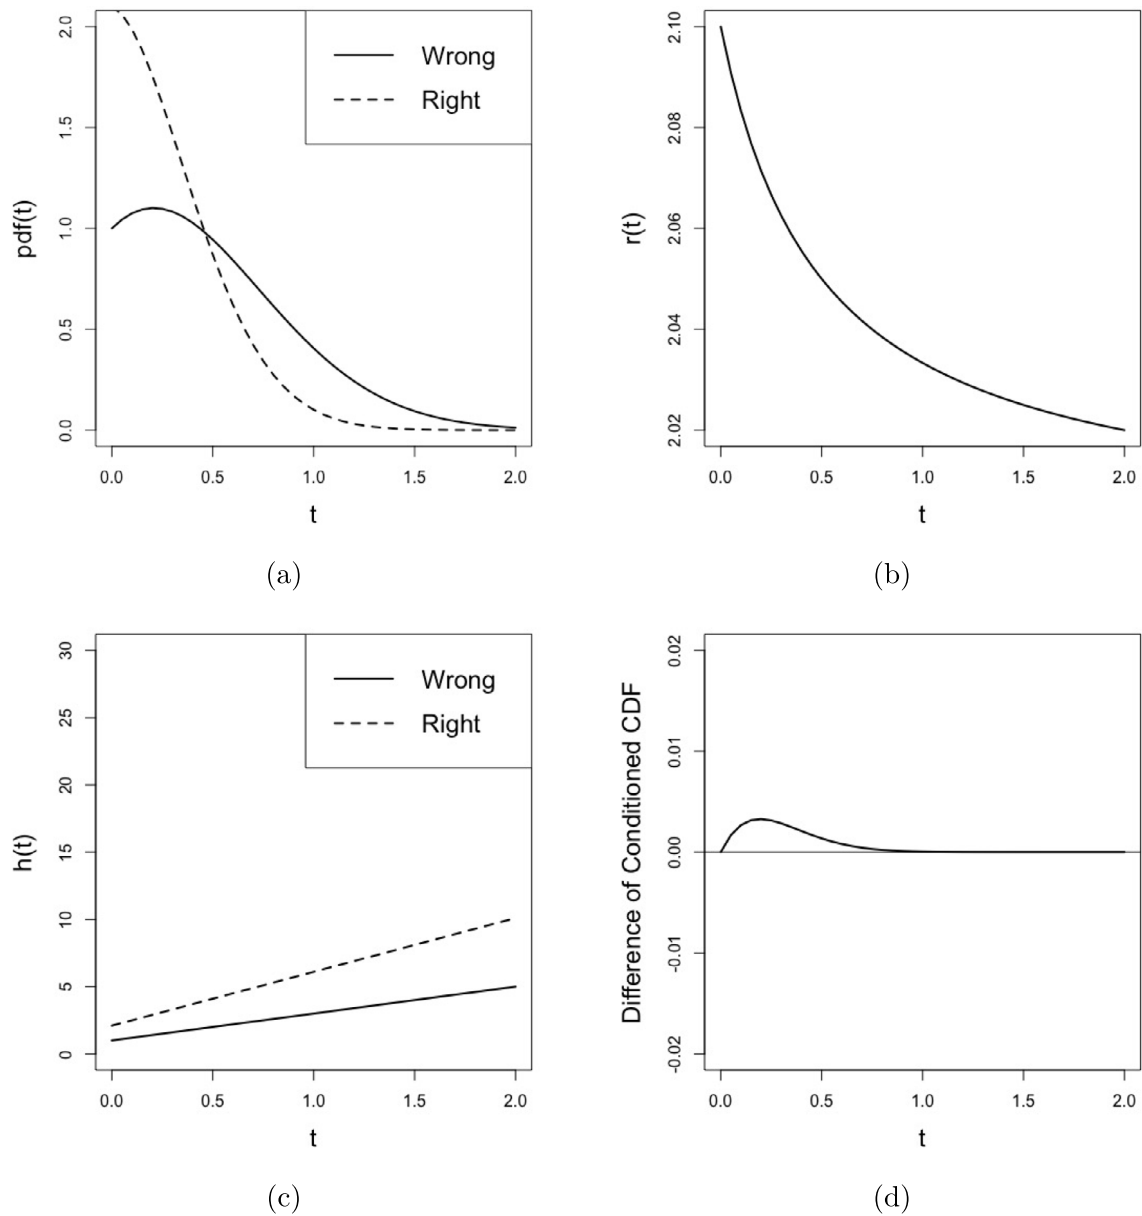 pdf(t)
2.0
1.5
1.0
0.5
0.0
Wrong
Right
0.0 0.5 1.0 1.5 2.0
t
(a)
r(t)
2.10
2.08
2.06
2.04
2.02
0.0 0.5 1.0 1.5 2.0
t
(b)
h(t)
30
25
20
15
10
5
0
Wrong
Right
0.0 0.5 1.0 1.5 2.0
t
(c)
Difference of Conditioned CDF
0.02
0.01
0.00
-0.01
-0.02
0.0 0.5 1.0 1.5 2.0
t
(d)